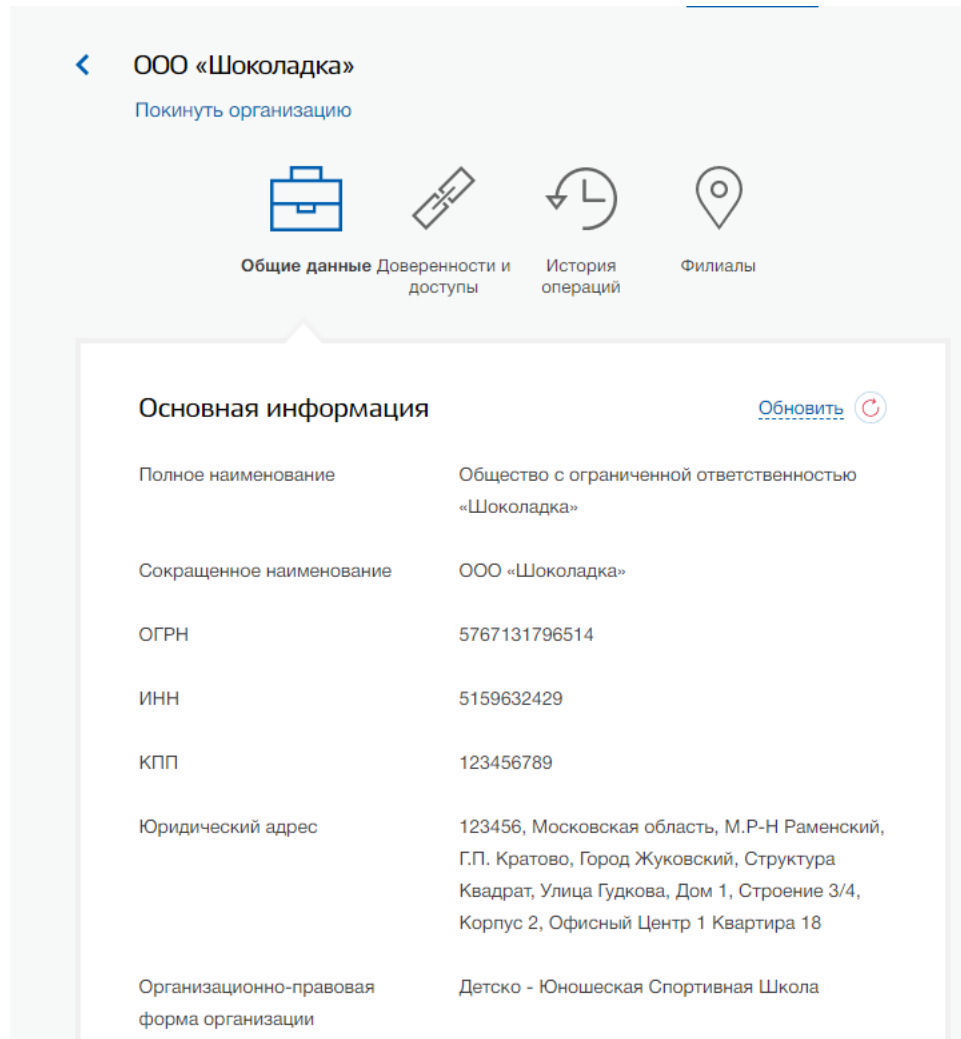 ООО «Шоколадка»
Покинуть организацию
Общие данные
Доверенности и
доступы
История
операций
Филиалы
Основная информация
Обновить
Полное наименование
Общество с ограниченной ответственностью
«Шоколадка»
Сокращенное наименование
ООО «Шоколадка»
ОГРН
5767131796514
ИНН
5159632429
КПП
123456789
Юридический адрес
123456, Московская область, М.Р-Н Раменский,
Г.П. Кратово, Город Жуковский, Структура
Квадрат, Улица Гудкова, Дом 1, Строение 3/4,
Корпус 2, Офисный Центр 1 Квартира 18
Организационно-правовая
форма организации
Детско - Юношеская Спортивная Школа